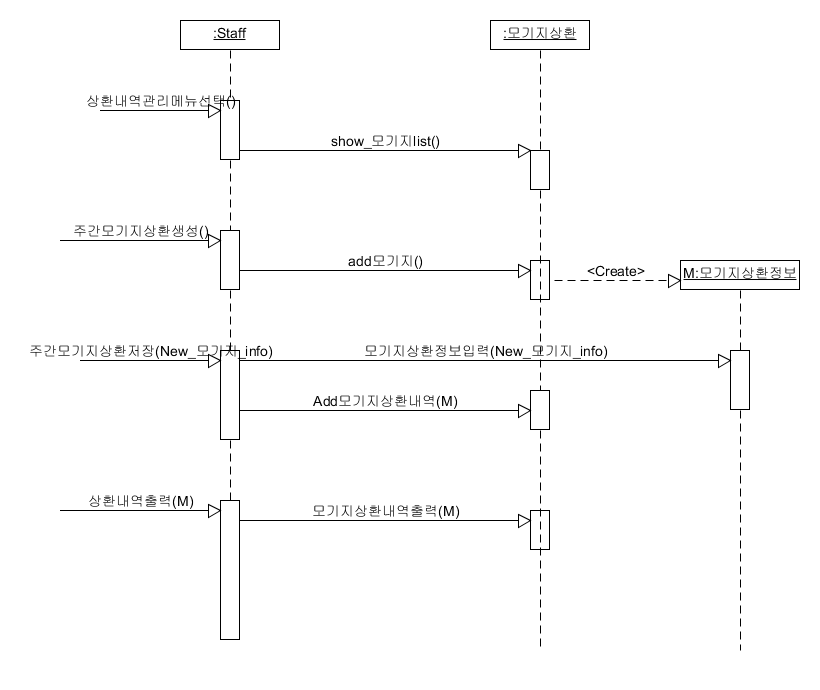 :Staff
:모기지상환
상환내역관리메뉴선택()
show_모기지list()
주간모기지상환생성()
add모기지()
<Create>
M:모기지상환정보
주간모기지상환저장(New_모기지_info)
모기지상환정보입력(New_모기지_info)
Add모기지상환내역(M)
상환내역출력(M)
모기지상환내역출력(M)